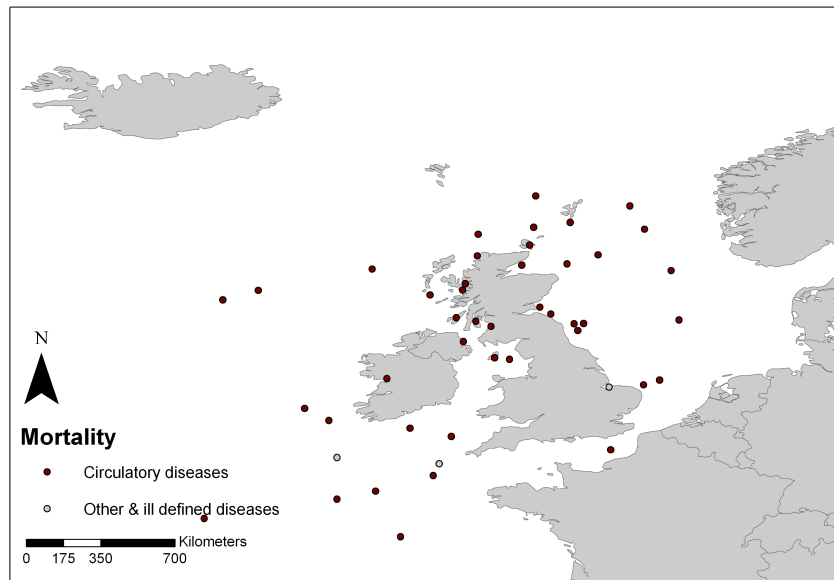 N
Mortality
Circulatory diseases
Other & ill defined diseases
Kilometers
0 175 350 700